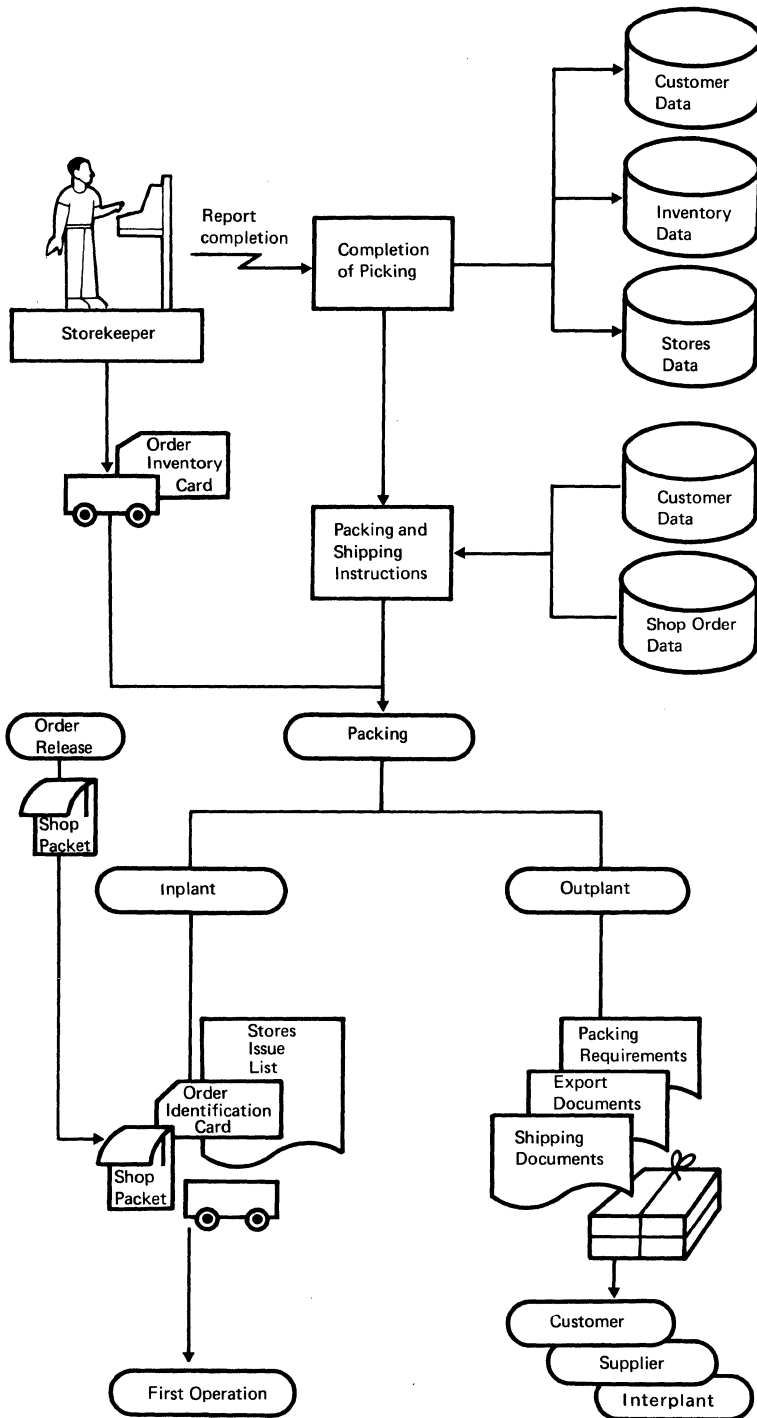 Customer
Data
Inventory
Data
Stores
Data
Report
completion
Completion
of Picking
Storekeeper
Order
Inventory
Card
Customer
Data
Packing and
Shipping
Instructions
Shop Order
Data
Order
Release
Packing
Shop
Packet
Inplant
Outplant
Stores
Issue
List
Packing
Requirements
Order
Identification
Card
Export
Documents
Shipping
Documents
Shop
Packet
Customer
Supplier
First Operation
Interplant